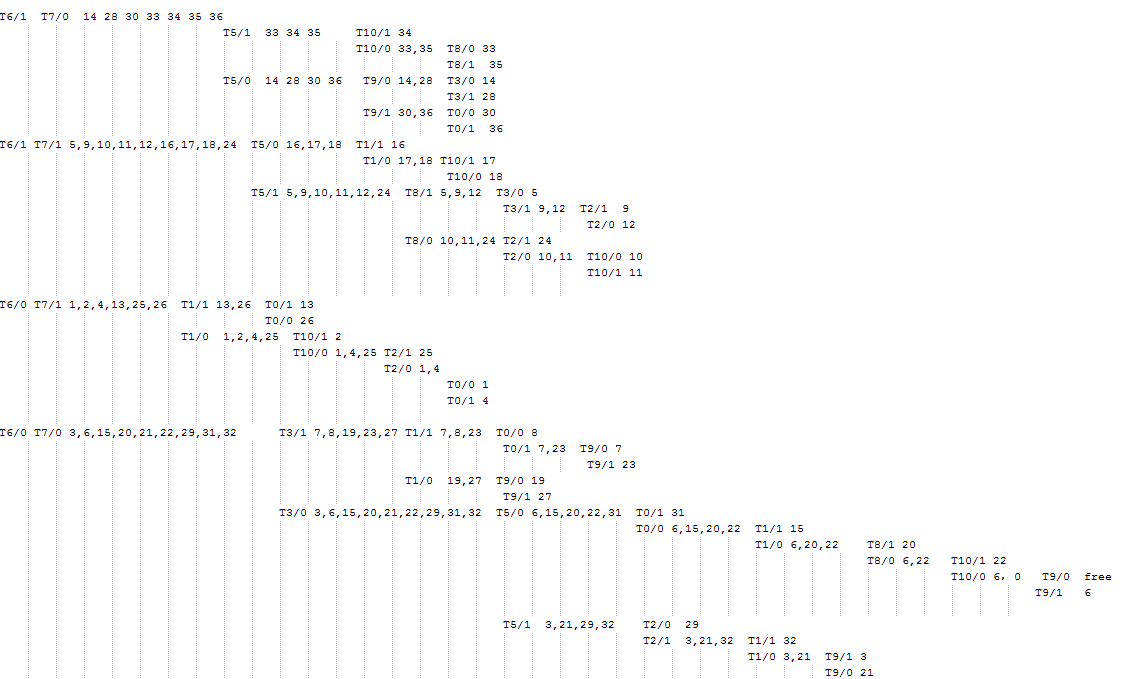 T6/1 T7/0 14 28 30 33 34 35 36
T5/1 33 34 35 T10/1 34
T10/0 33,35 T8/0 33
T8/1 35
T5/0 14 28 30 36 T9/0 14,28 T3/0 14
T3/1 28
T9/1 30,36 T0/0 30
T0/1 36
T6/1 T7/1 5,9,10,11,12,16,17,18,24 T5/0 16,17,18 T1/1 16
T1/0 17,18 T10/1 17
T10/0 18
T5/1 5,9,10,11,12,24 T8/1 5,9,12 T3/0 5
T3/1 9,12 T2/1 9
T2/0 12
T8/0 10,11,24 T2/1 24
T2/0 10,11 T10/0 10
T10/1 11
T6/0 T7/1 1,2,4,13,25,26 T1/1 13,26 T0/1 13
T0/0 26
T1/0 1,2,4,25 T10/1 2
T10/0 1,4,25 T2/1 25
T2/0 1,4
T0/0 1
T0/1 4
T6/0 T7/0 3,6,15,20,21,22,29,31,32 T3/1 7,8,19,23,27 T1/1 7,8,23 T0/0 8
T0/1 7,23 T9/0 7
T9/1 23
T1/0 19,27 T9/0 19
T9/1 27
T3/0 3,6,15,20,21,22,29,31,32 T5/0 6,15,20,22,31 T0/1 31
T0/0 6,15,20,22 T1/1 15
T1/0 6,20,22 T8/1 20
T8/0 6,22 T10/1 22
T10/0 6, 0 T9/0 free
T9/1 6
T5/1 3,21,29,32 T2/0 29
T2/1 3,21,32 T1/1 32
T1/0 3,21 T9/1 3
T9/0 21